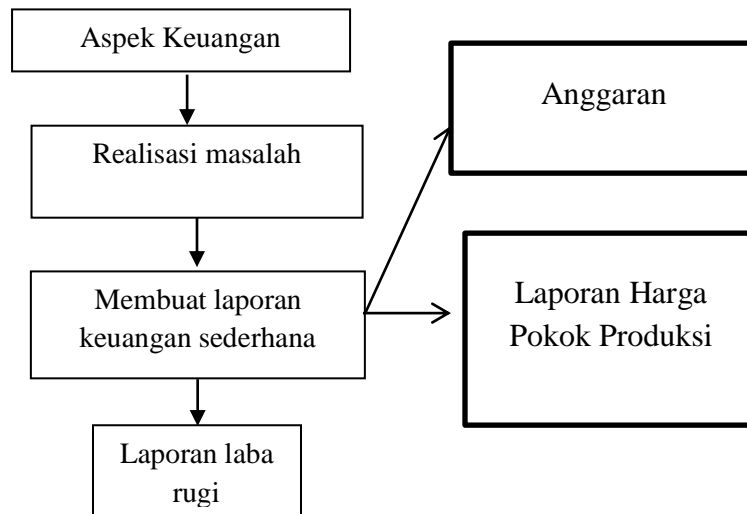 Aspek Keuangan
Anggaran
Realisasi masalah
Membuat laporan
keuangan sederhana
Laporan Harga
Pokok Produksi
Laporan laba
rugi